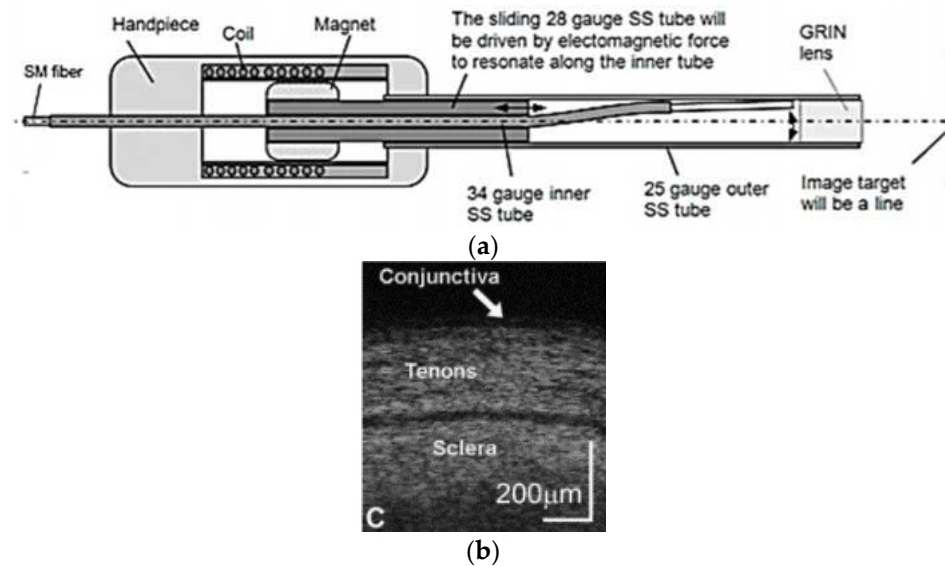 Handpiece
Coil
Magnet
The sliding 28 gauge SS tube will
be driven by electomagnetic force
to resonate along the inner tube
GRIN
lens
SM fiber
34 gauge inner
SS tube
25 gauge outer
SS tube
Image target
will be a line
(a)
Conjunctiva
Tenons
Sclera
200μm
C
(b)